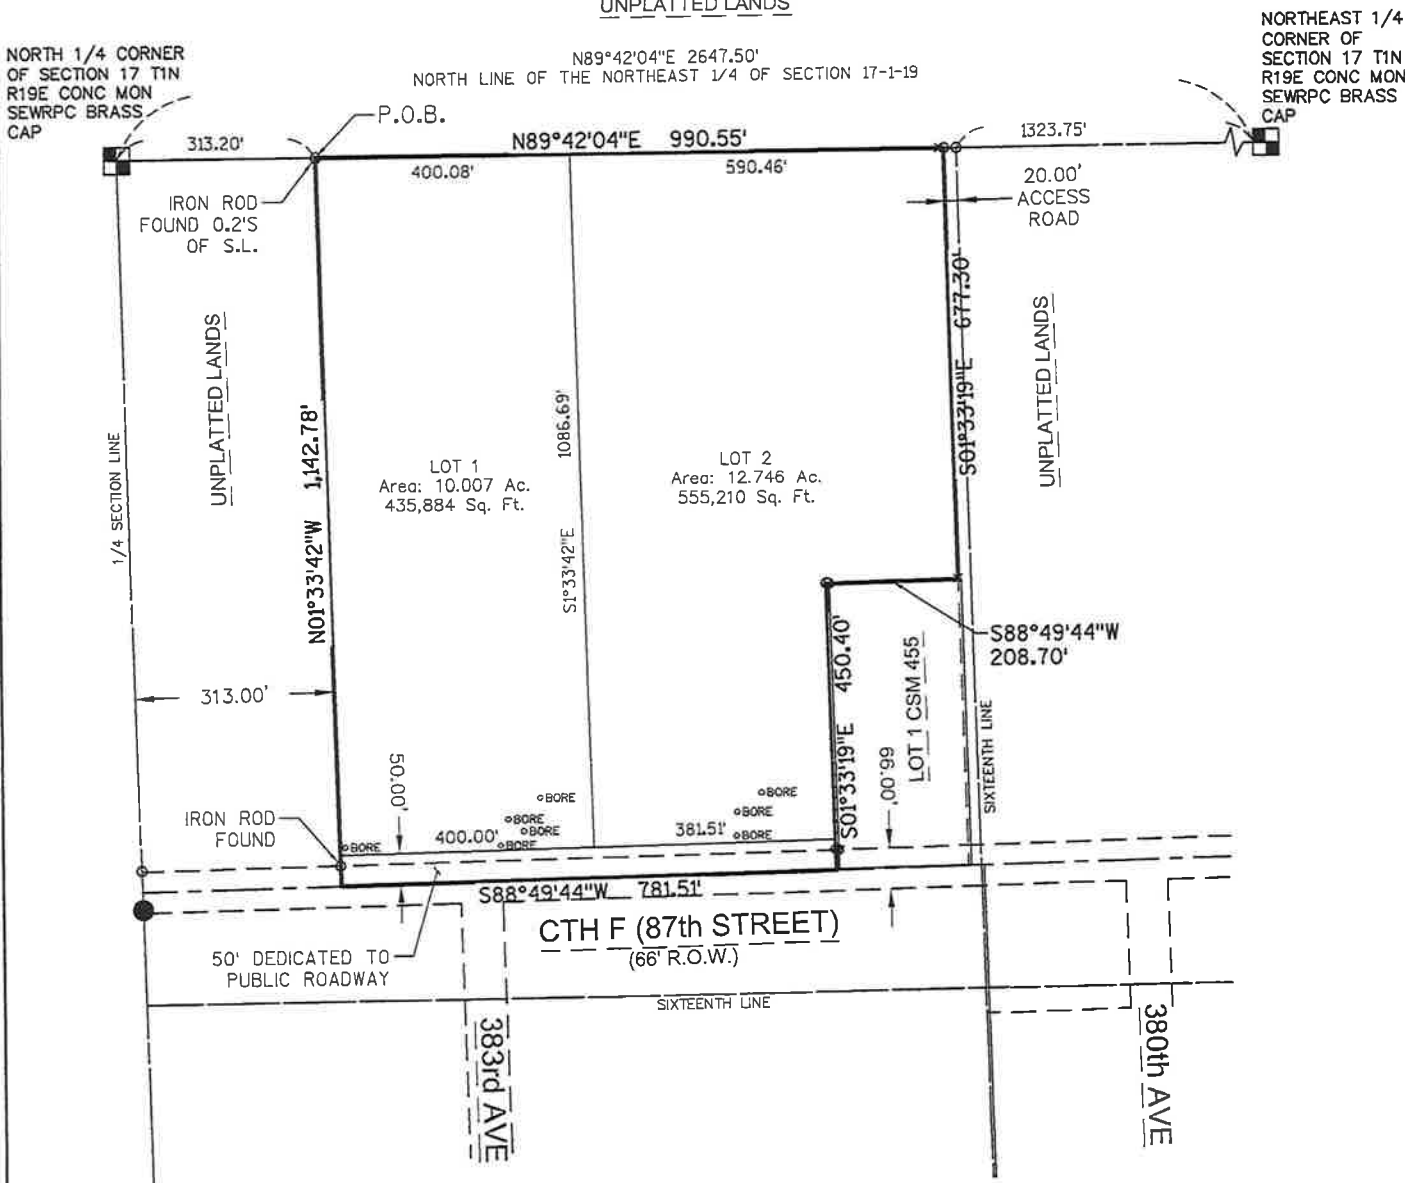 UNPLATTED LANDS
NORTH 1/4 CORNER
OF SECTION 17 T1N
R19E CONC MON
SEWRPC BRASS
CAP
N89°42'04"E 2647.50'
NORTH LINE OF THE NORTHEAST 1/4 OF SECTION 17-1-19
NORTHEAST 1/4
CORNER OF
SECTION 17 T1N
R19E CONC MON
SEWRPC BRASS
CAP
P.O.B.
313.20'
N89°42'04"E 990.55'
1323.75'
400.08'
590.46'
20.00'
ACCESS
ROAD
IRON ROD
FOUND 0.2'S
OF S.L.
UNPLATTED LANDS
1/4 SECTION LINE
N01°33'42"W 1,142.78'
LOT 1
Area: 10.007 Ac.
435,884 Sq. Ft.
S1°33'42"E 1086.69'
LOT 2
Area: 12.746 Ac.
555,210 Sq. Ft.
S01°33'19"E 677.30'
UNPLATTED LANDS
S88°49'44"W
208.70'
313.00'
S01°33'19"E 450.40'
LOT 1 CSM 455
66.00'
SIXTEENTH LINE
50.00'
IRON ROD
FOUND
BORE
BORE
BORE
BORE
BORE
400.00'
BORE
BORE
BORE
381.51'
S88°49'44"W 781.51'
CTH F (87th STREET)
(66' R.O.W.)
50' DEDICATED TO
PUBLIC ROADWAY
SIXTEENTH LINE
383rd AVE
380th AVE